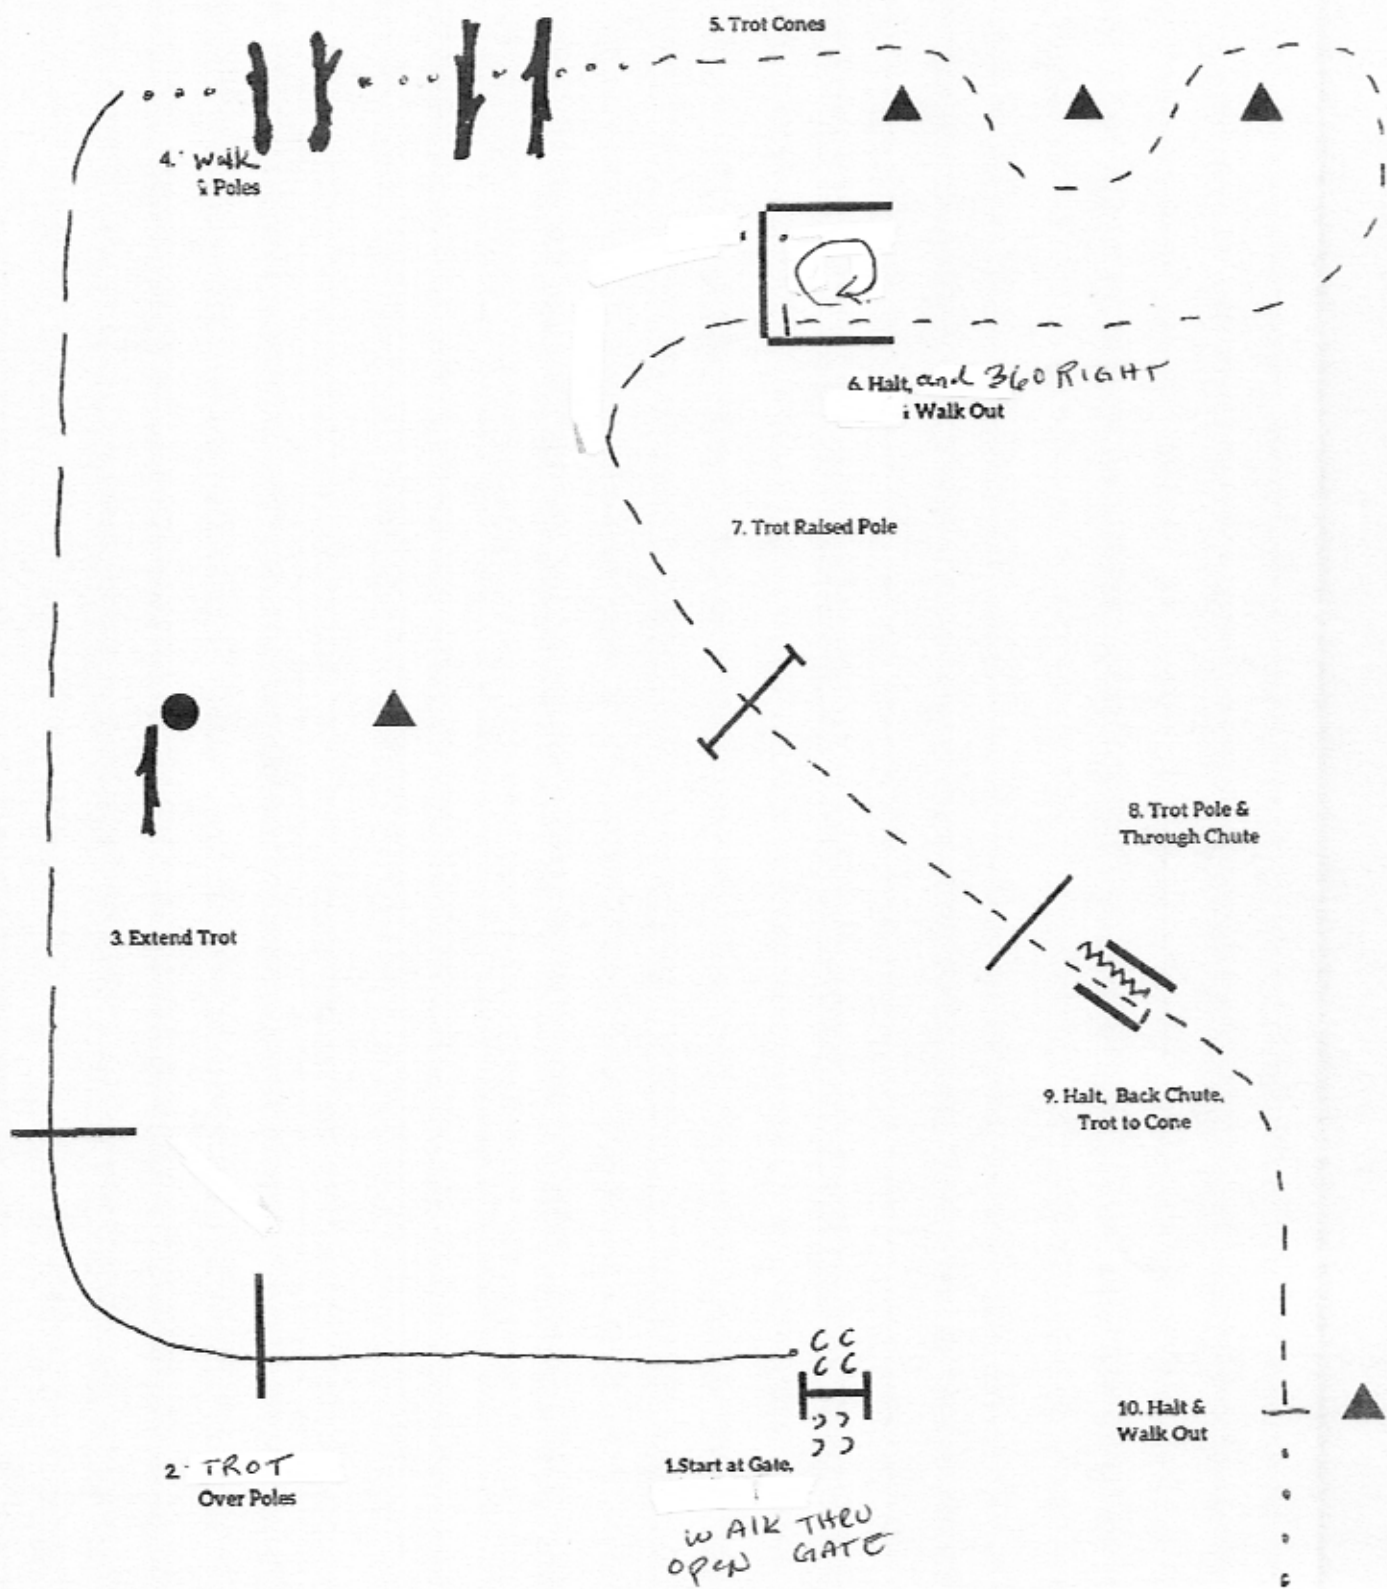 5. Trot Cones
4. Walk
& Poles
6. Halt, and 360 RIGHT
Walk Out
7. Trot Raised Pole
8. Trot Pole &
Through Chute
3. Extend Trot
9. Halt, Back Chute,
Trot to Cone
10. Halt &
Walk Out
2. TROT
Over Poles
1.Start at Gate,
WALK THRU
OPEN GATE